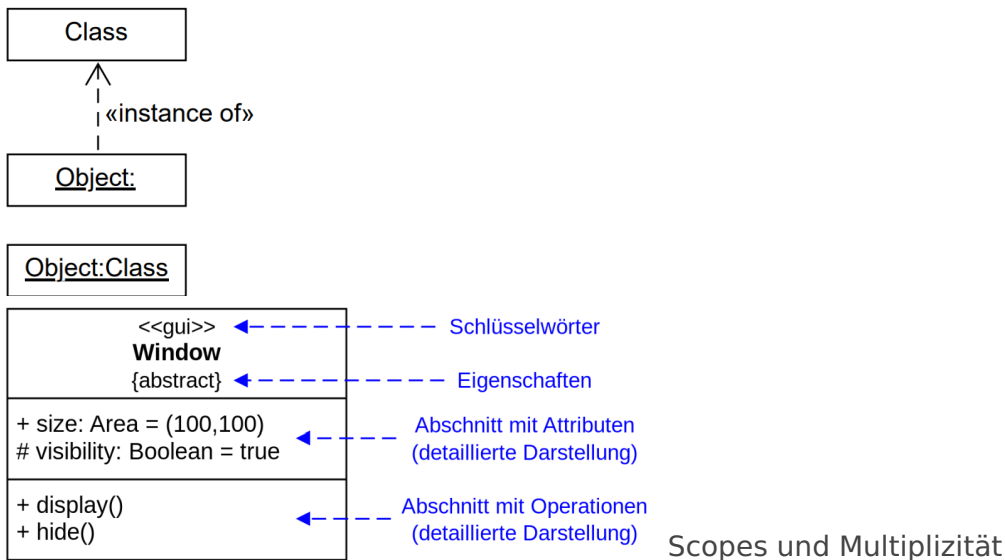 Class
«instance of»
Object:
Object:Class
<<gui>>
Schlüsselwörter
Window
{abstract}
Eigenschaften
+ size: Area = (100,100)
# visibility: Boolean = true
Abschnitt mit Attributen
(detaillierte Darstellung)
+ display()
+ hide()
Abschnitt mit Operationen
(detaillierte Darstellung)
Scopes und Multiplizität